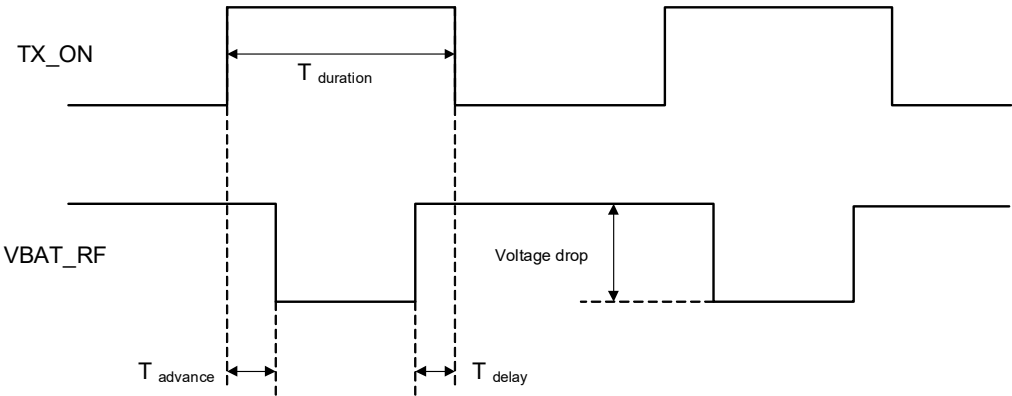 TX_ON
T duration
VBAT_RF
Voltage drop
T advance
T delay